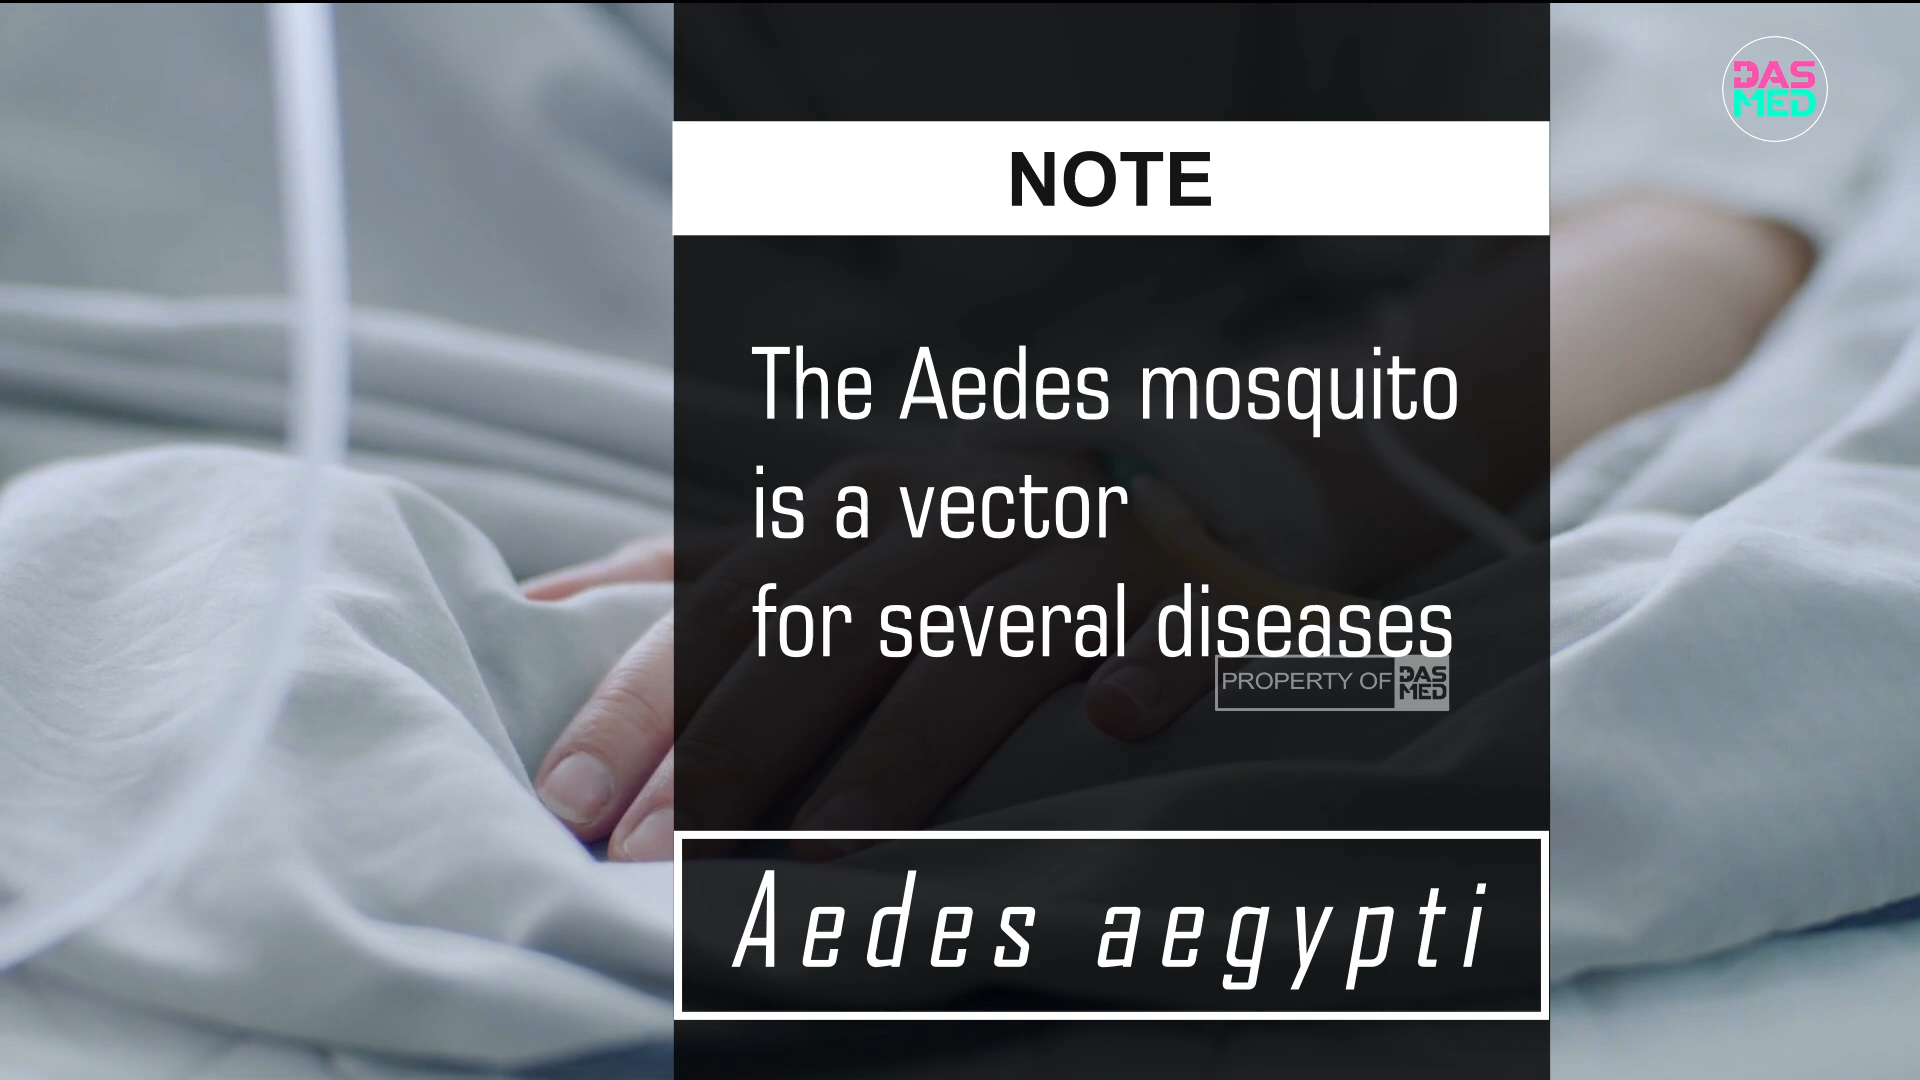 DAS
MED
NOTE
The Aedes mosquito
is a vector
for several diseases
PROPERTY OF DAS MED
Aedes aegypti